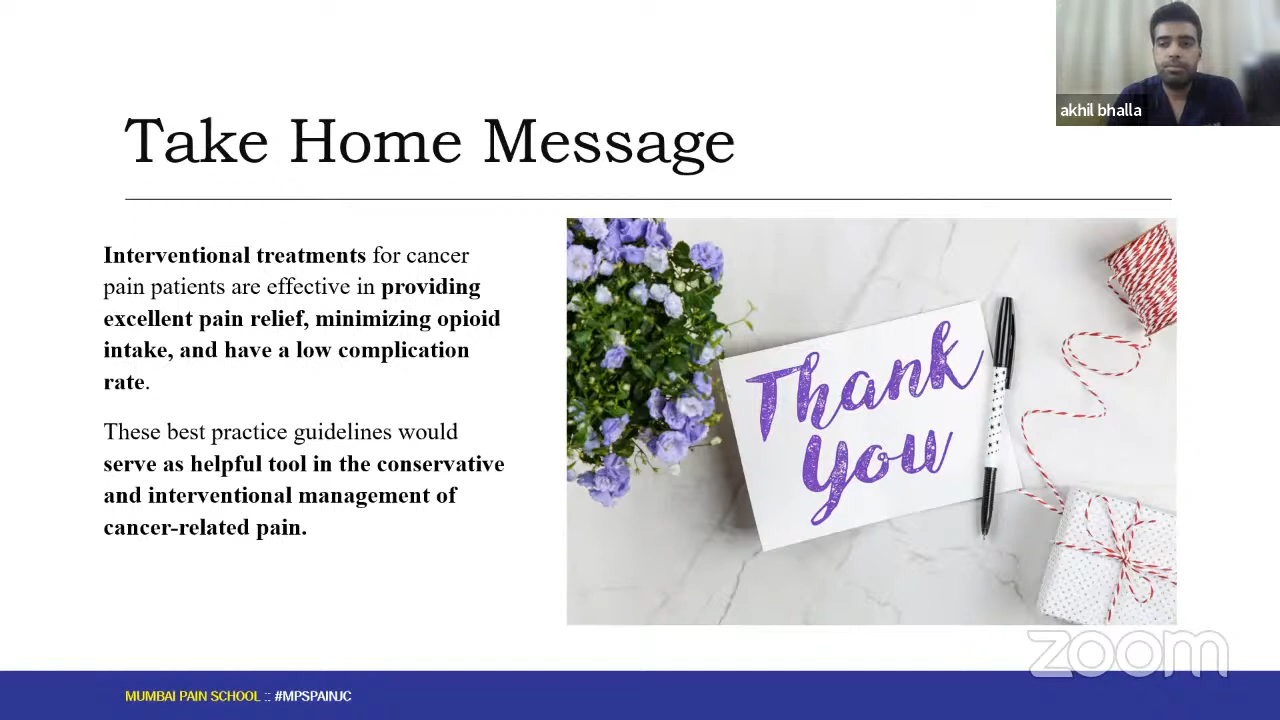 akhil bhalla
Take Home Message
Interventional treatments for cancer
pain patients are effective in providing
excellent pain relief, minimizing opioid
intake, and have a low complication
rate.
These best practice guidelines would
serve as helpful tool in the conservative
and interventional management of
cancer-related pain.
Thank
You
zoom
MUMBAI PAIN SCHOOL :: #MPSPAINJC